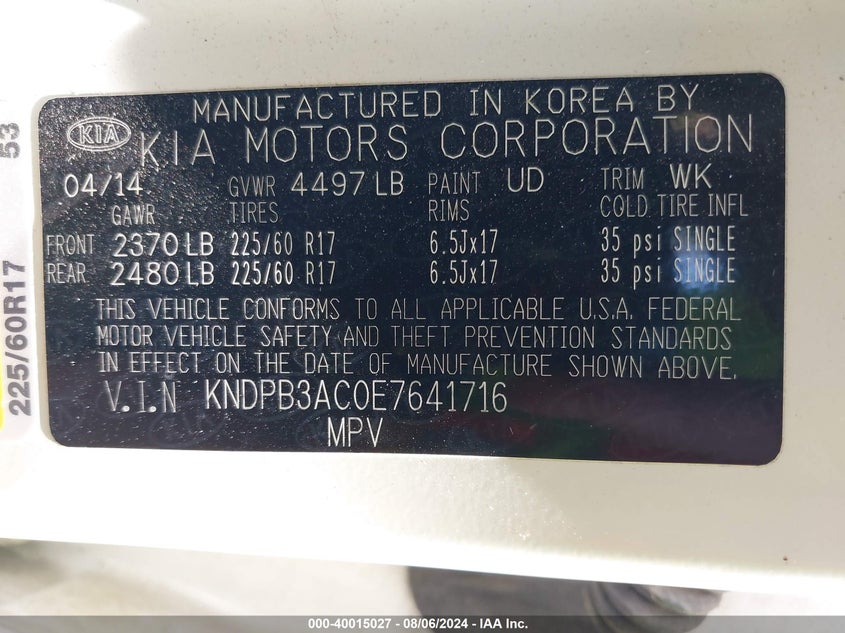 MANUFACTURED IN KOREA BY
KIA KIA MOTORS CORPORATION
04/14 GVWR 4497 LB PAINT UD TRIM WK
GAWR TIRES RIMS COLD TIRE INFL
FRONT 2370 LB 225/60 R17 6.5Jx17 35 psi SINGLE
REAR 2480 LB 225/60 R17 6.5Jx17 35 psi SINGLE
THIS VEHICLE CONFORMS TO ALL APPLICABLE U.S.A. FEDERAL
MOTOR VEHICLE SAFETY AND THEFT PREVENTION STANDARDS
IN EFFECT ON THE DATE OF MANUFACTURE SHOWN ABOVE.
V.I.N KNDPB3AC0E7641716
MPV
225/60R17 53
000-40015027 - 08/06/2024 - © IAA Holdings, LLC.